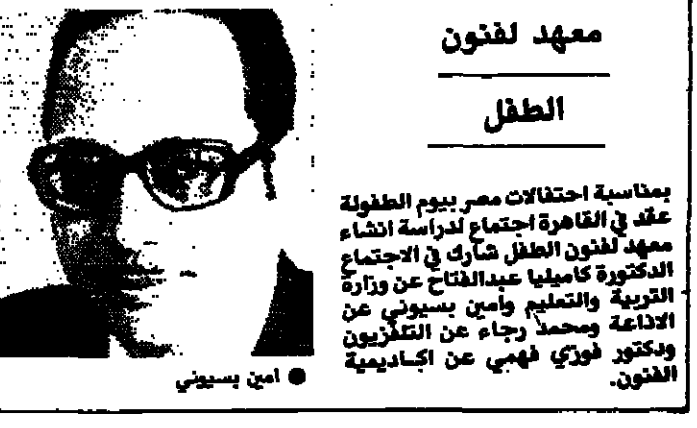 معهد لفنون
الطفل
بمناسبة احتفالات مصر بيوم الطفولة
عقد في القاهرة اجتماع لدراسة انشاء
معهد لفنون الطفل شارك في الاجتماع
الدكتورة كاميليا عبدالفتاح عن وزارة
التربية والتعليم وامين بسيوني عن
الاذاعة ومحمد رجاء عن التلفزيون
ودكتور فوزي فهمي عن اكاديمية
الفنون.
● امين بسيوني